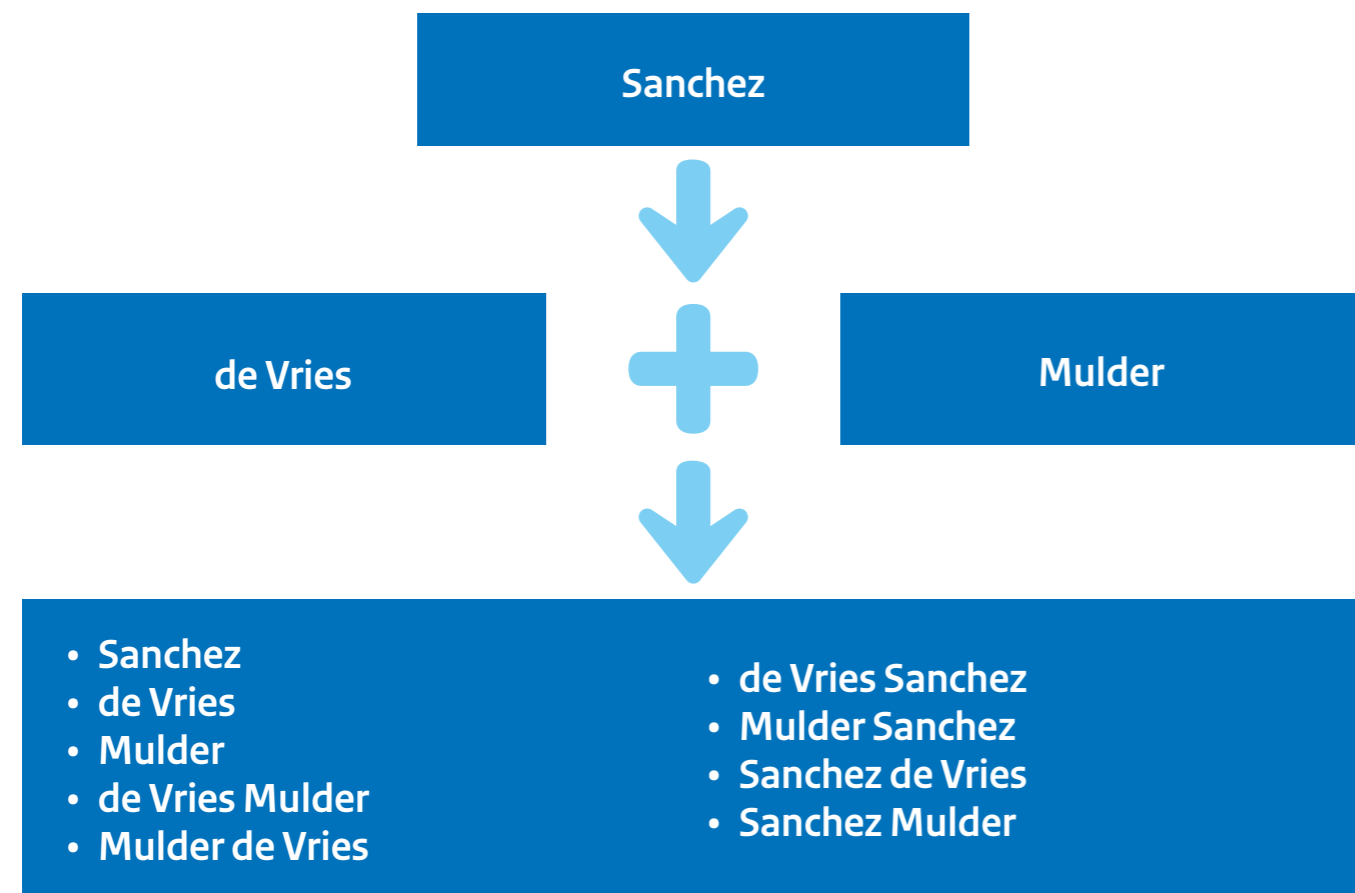 Sanchez
de Vries
Mulder
• Sanchez
• de Vries
• Mulder
• de Vries Mulder
• Mulder de Vries
• de Vries Sanchez
• Mulder Sanchez
• Sanchez de Vries
• Sanchez Mulder